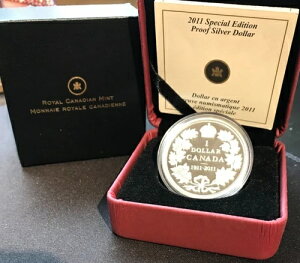 ROYAL CANADIAN MINT
MONNAIE ROYALE CANADIENNE
2011 Special Edition
Proof Silver Dollar
Dollar en argent
numismatique 2011
édition spéciale
1
DOLLAR
CANADA
1911-2011